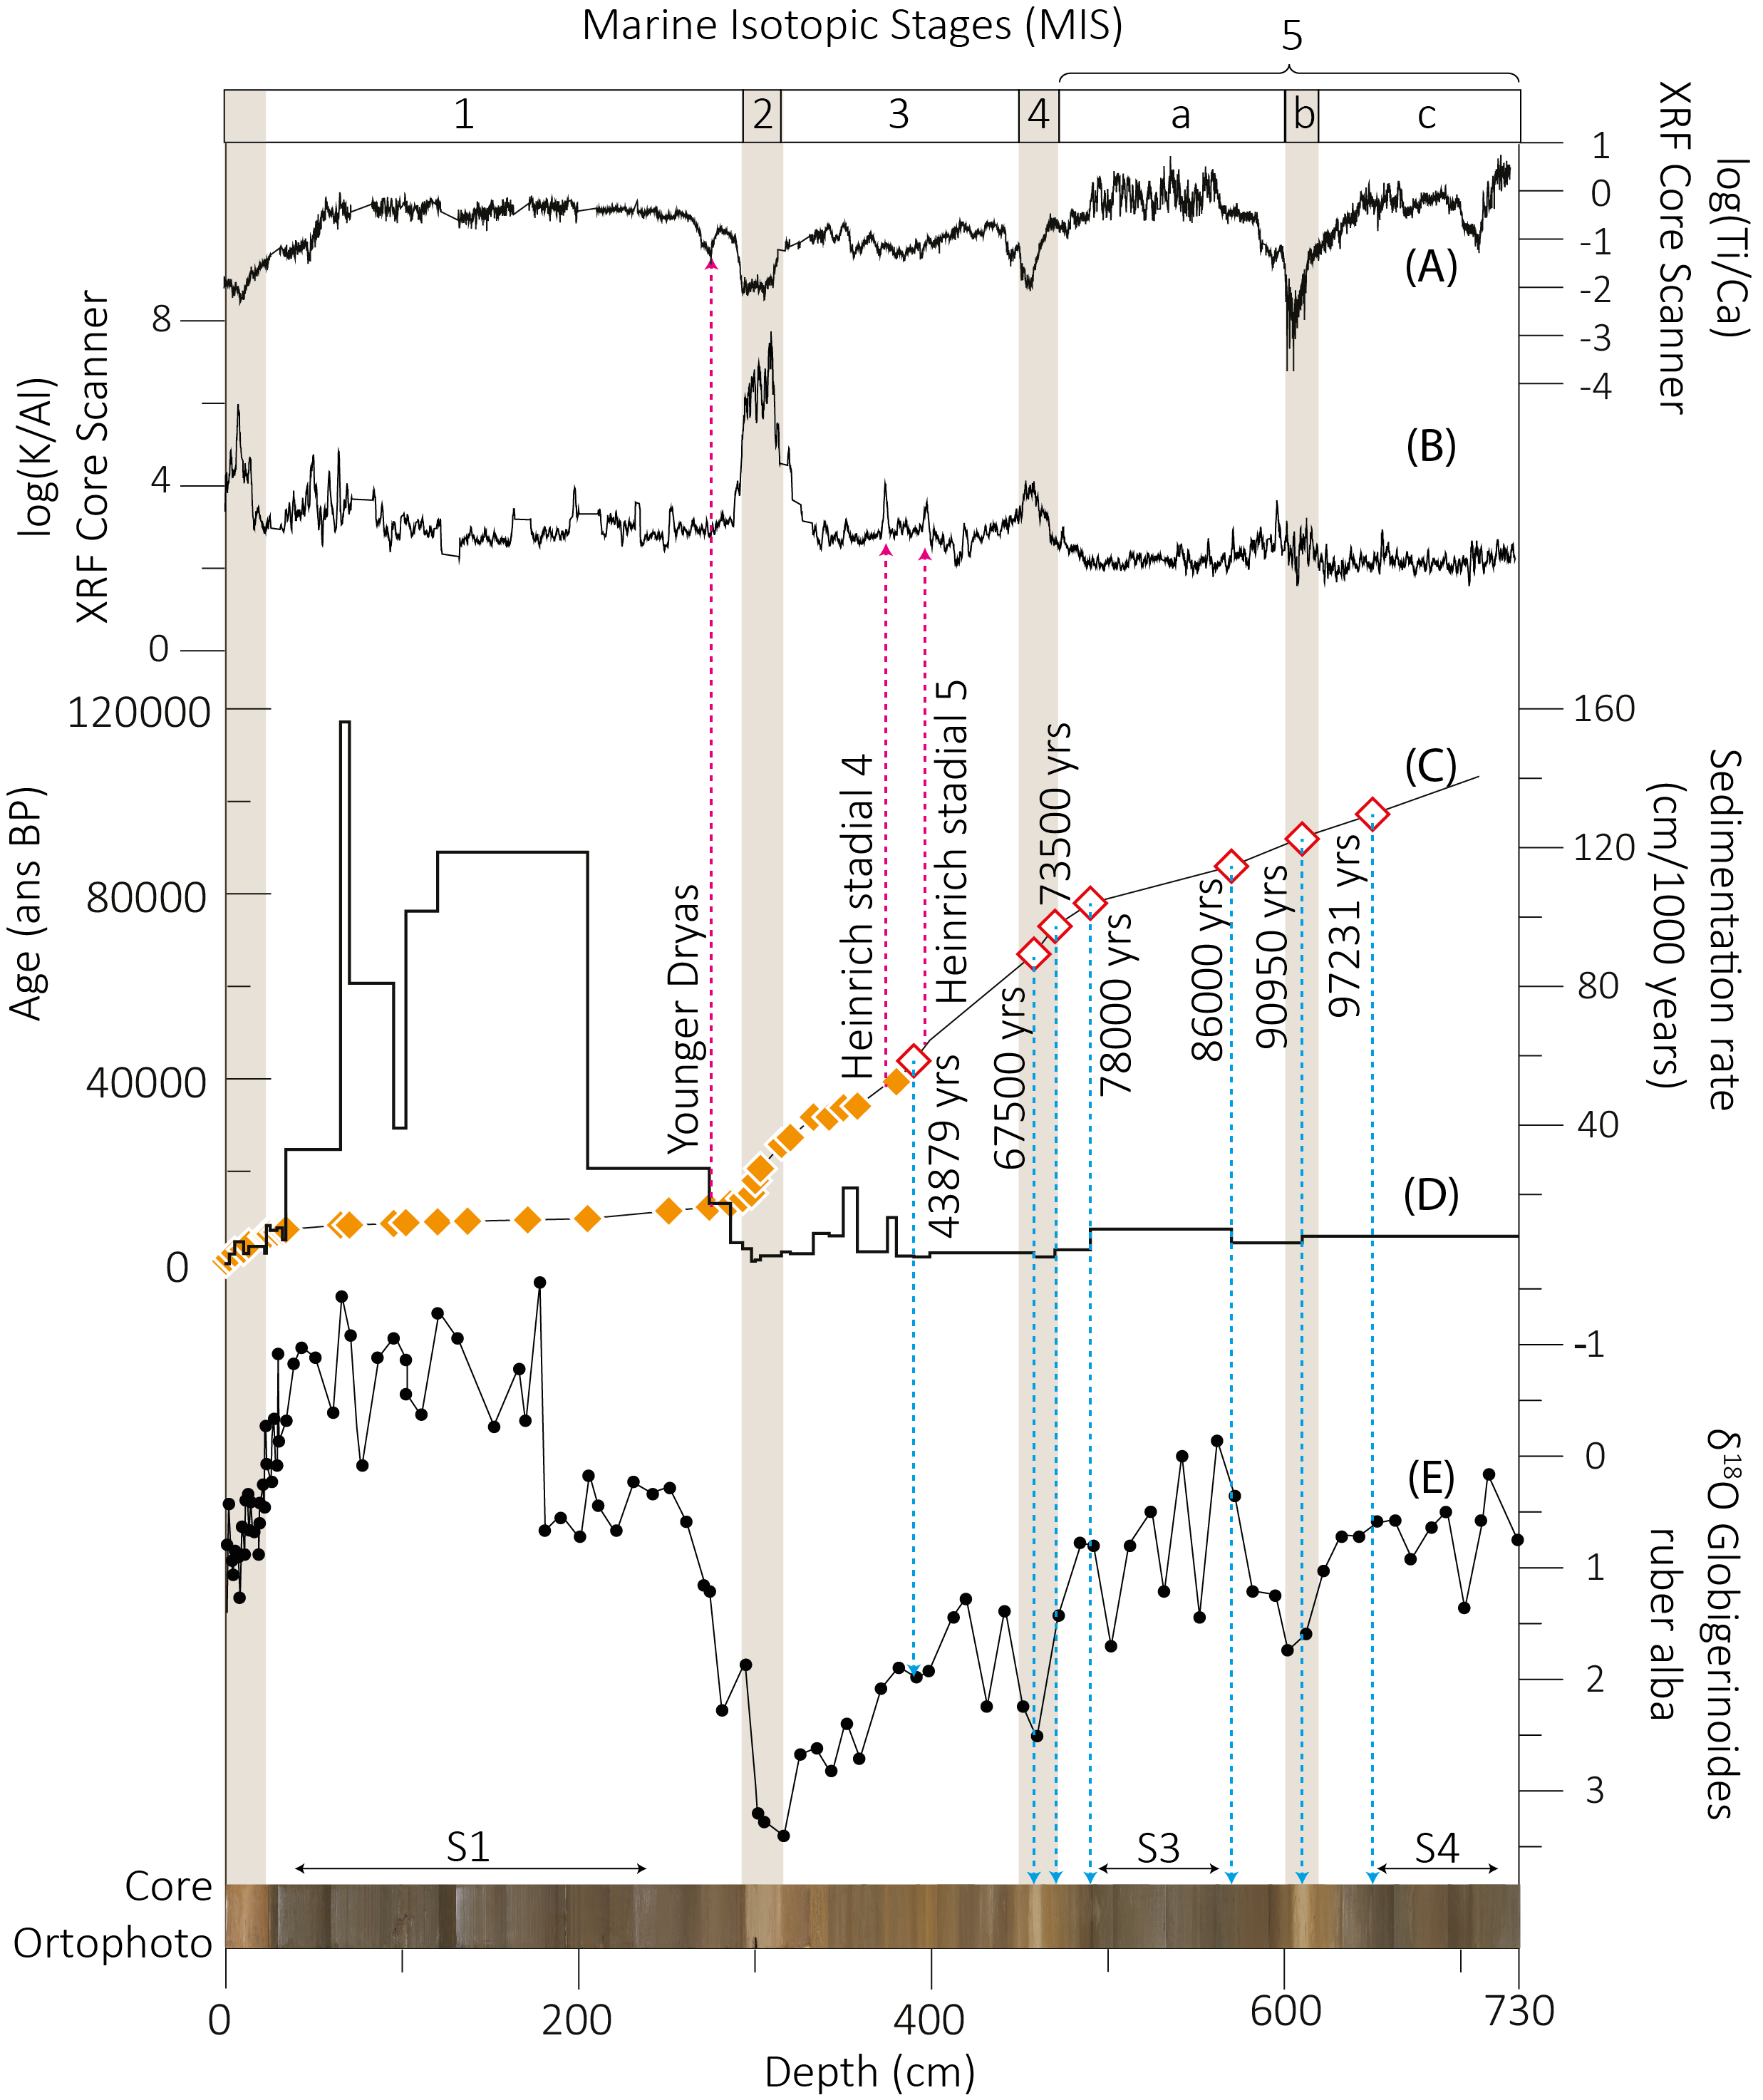 Marine Isotopic Stages (MIS)
5
1
2
3
4
a
b
c
log(Ti/Ca)
XRF Core Scanner
1
0
-1
-2
-3
-4
(A)
log(K/Al)
XRF Core Scanner
8
4
0
(B)
Age (ans BP)
120000
80000
40000
0
Sedimentation rate
(cm/1000 years)
160
120
80
40
(C)
(D)
Younger Dryas
Heinrich stadial 4
Heinrich stadial 5
43879 yrs
67500 yrs
73500 yrs
78000 yrs
86000 yrs
90950 yrs
97231 yrs
δ18O Globigerinoides
ruber alba
-1
0
1
2
3
(E)
S1
S3
S4
Core
Ortophoto
0
200
400
600
730
Depth (cm)